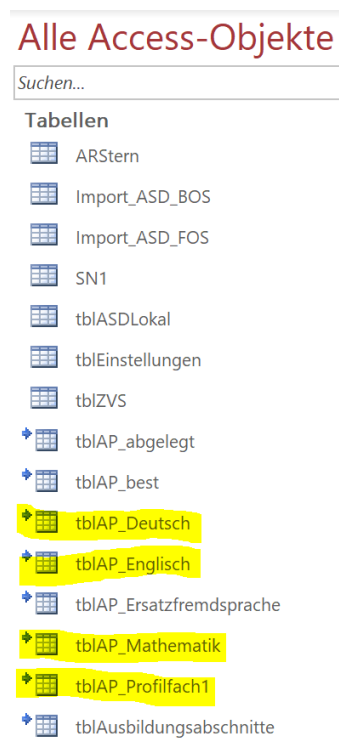 Alle Access-Objekte
Suchen...
Tabellen
ARStern
Import_ASD_BOS
Import_ASD_FOS
SN1
tblASDLokal
tblEinstellungen
tblZVS
tblAP_abgelegt
tblAP_best
tblAP_Deutsch
tblAP_Englisch
tblAP_Ersatzfremdsprache
tblAP_Mathematik
tblAP_Profilfach1
tblAusbildungsabschnitte